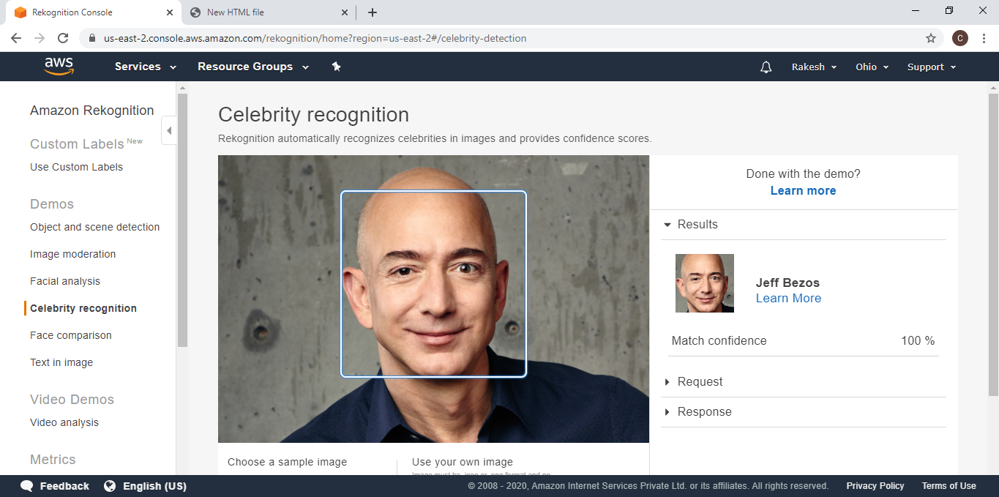 Rekognition Console
New HTML file
us-east-2.console.aws.amazon.com/rekognition/home?region=us-east-2#/celebrity-detection
C
aws
Services
Resource Groups
Rakesh
Ohio
Support
Amazon Rekognition
Custom Labels New
Use Custom Labels
Demos
Object and scene detection
Image moderation
Facial analysis
Celebrity recognition
Face comparison
Text in image
Video Demos
Video analysis
Metrics
Celebrity recognition
Rekognition automatically recognizes celebrities in images and provides confidence scores.
Choose a sample image
Use your own image
Done with the demo?
Learn more
Results
Jeff Bezos
Learn More
Match confidence 100 %
Request
Response
Feedback
English (US)
© 2008 - 2020, Amazon Internet Services Private Ltd. or its affiliates. All rights reserved.
Privacy Policy
Terms of Use